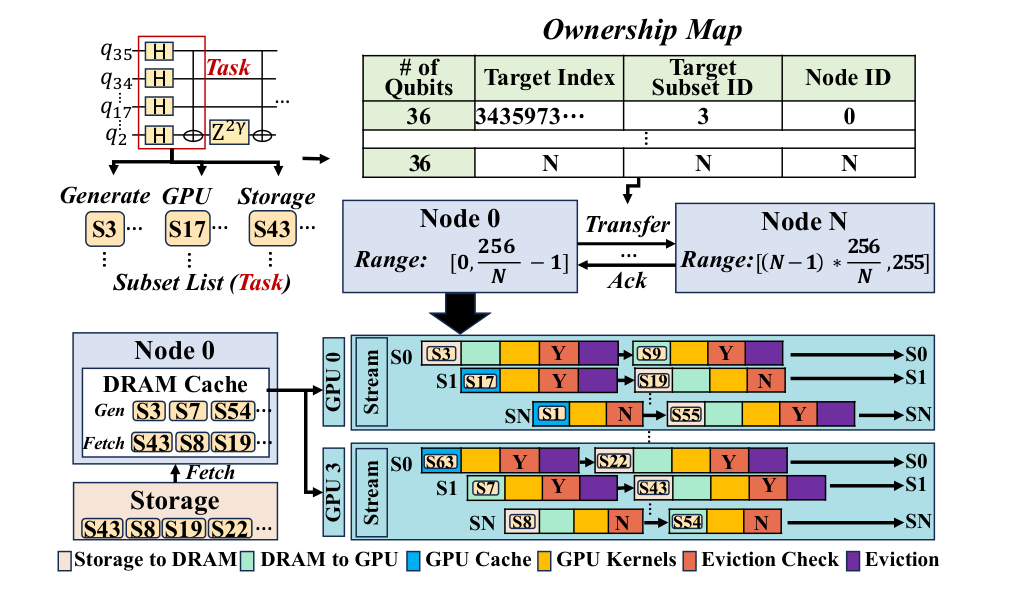 Ownership Map
# of Qubits Target Index Target Subset ID Node ID
36 3435973⋯ 3 0
⋮
36 N N N
q35 H
q34 H Task
⋮
q17 H ⋯
⋮
q2 H Z^2γ
Generate GPU Storage
S3 ⋯ S17 ⋯ S43 ⋯
⋮ ⋮ ⋮
Subset List (Task)
Node 0
Range: [0, 256/N − 1]
Transfer
⋯
Ack
Node N
Range: [(N−1) * 256/N ,255]
Node 0
DRAM Cache
Gen S3 S7 S54 ⋯
Fetch S43 S8 S19 ⋯
Fetch
Storage
S43 S8 S19 S22 ⋯
GPU 0
Stream
S0 S3 Y S9 Y S0
S1 S17 Y S19 N S1
⋮
SN S1 N S55 Y SN
⋮
GPU 3
Stream
S0 S63 Y S22 Y S0
S1 S7 Y S43 Y S1
⋮
SN S8 N S54 N SN
Storage to DRAM DRAM to GPU GPU Cache GPU Kernels Eviction Check Eviction